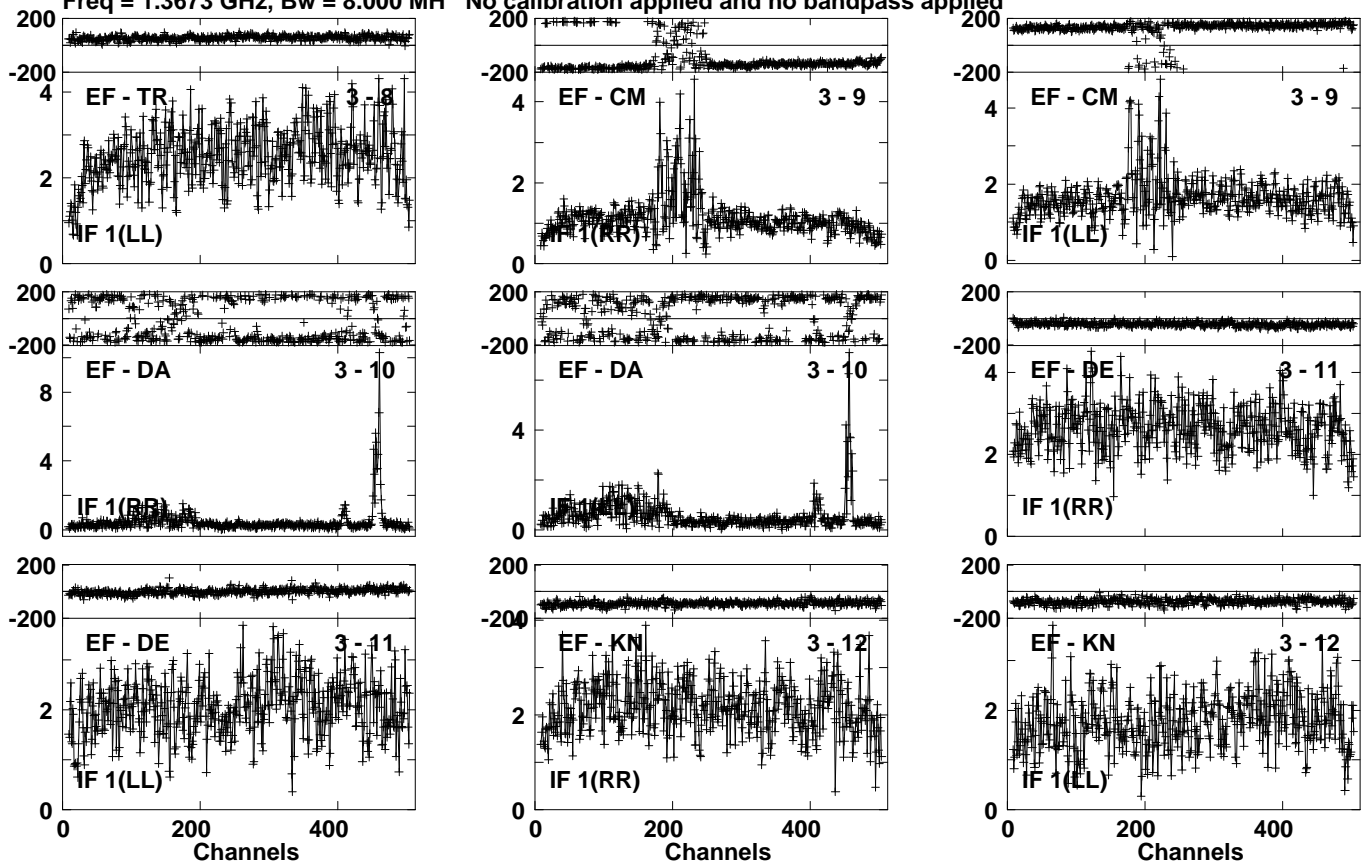 Freq = 1.3673 GHz, Bw = 8.000 MH No calibration applied and no bandpass applied
200 200 200
-200 -200 -200
EF - TR 3 - 8 EF - CM 3 - 9 EF - CM 3 - 9
4 4 4
2 2 2
IF 1(LL) IF 1(RR) IF 1(LL)
0 0 0
200 200 200
-200 -200 -200
EF - DA 3 - 10 EF - DA 3 - 10 EF - DE 3 - 11
8 4 4
4 2
IF 1(RR) IF 1(LL) IF 1(RR)
0 0 0
200 200 200
-200 -200 -200
4
EF - DE 3 - 11 EF - KN 3 - 12 EF - KN 3 - 12
2 2 2
IF 1(LL) IF 1(RR) IF 1(LL)
0 0 0
0 200 400 0 200 400 0 200 400
Channels Channels Channels